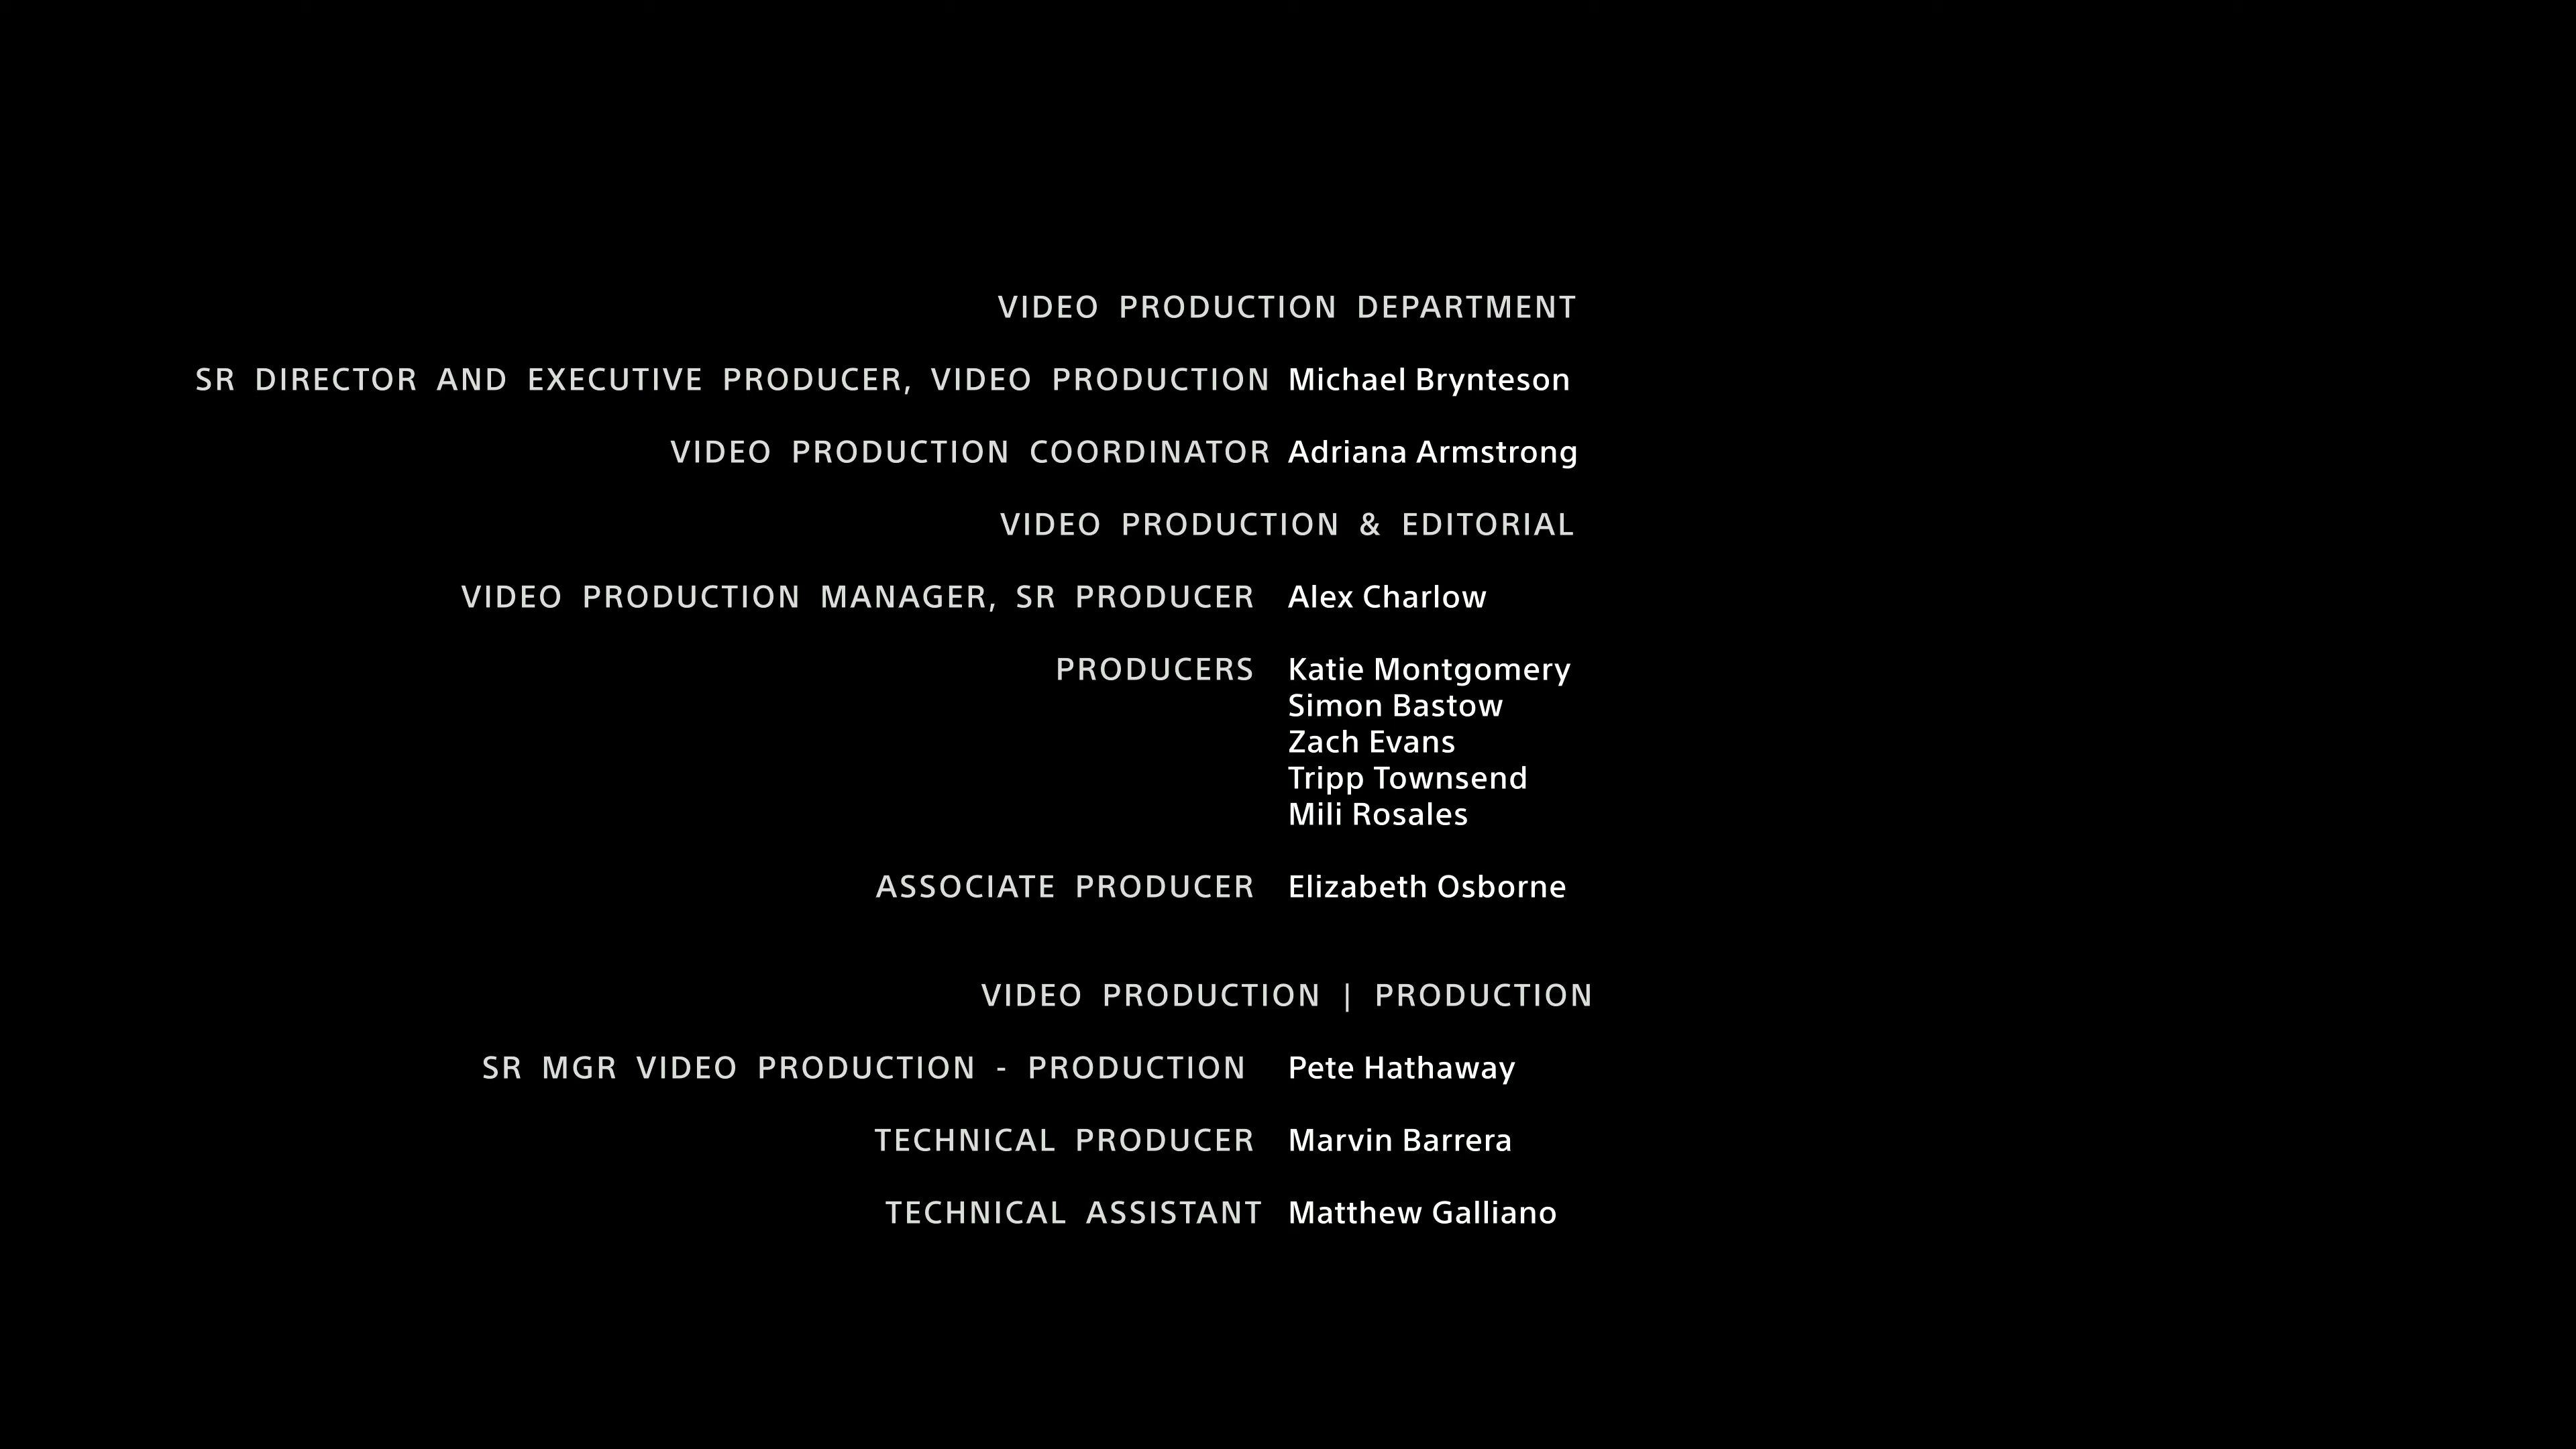 VIDEO PRODUCTION DEPARTMENT
SR DIRECTOR AND EXECUTIVE PRODUCER, VIDEO PRODUCTION Michael Brynteson
VIDEO PRODUCTION COORDINATOR Adriana Armstrong
VIDEO PRODUCTION & EDITORIAL
VIDEO PRODUCTION MANAGER, SR PRODUCER Alex Charlow
PRODUCERS Katie Montgomery
Simon Bastow
Zach Evans
Tripp Townsend
Mili Rosales
ASSOCIATE PRODUCER Elizabeth Osborne
VIDEO PRODUCTION | PRODUCTION
SR MGR VIDEO PRODUCTION - PRODUCTION Pete Hathaway
TECHNICAL PRODUCER Marvin Barrera
TECHNICAL ASSISTANT Matthew Galliano